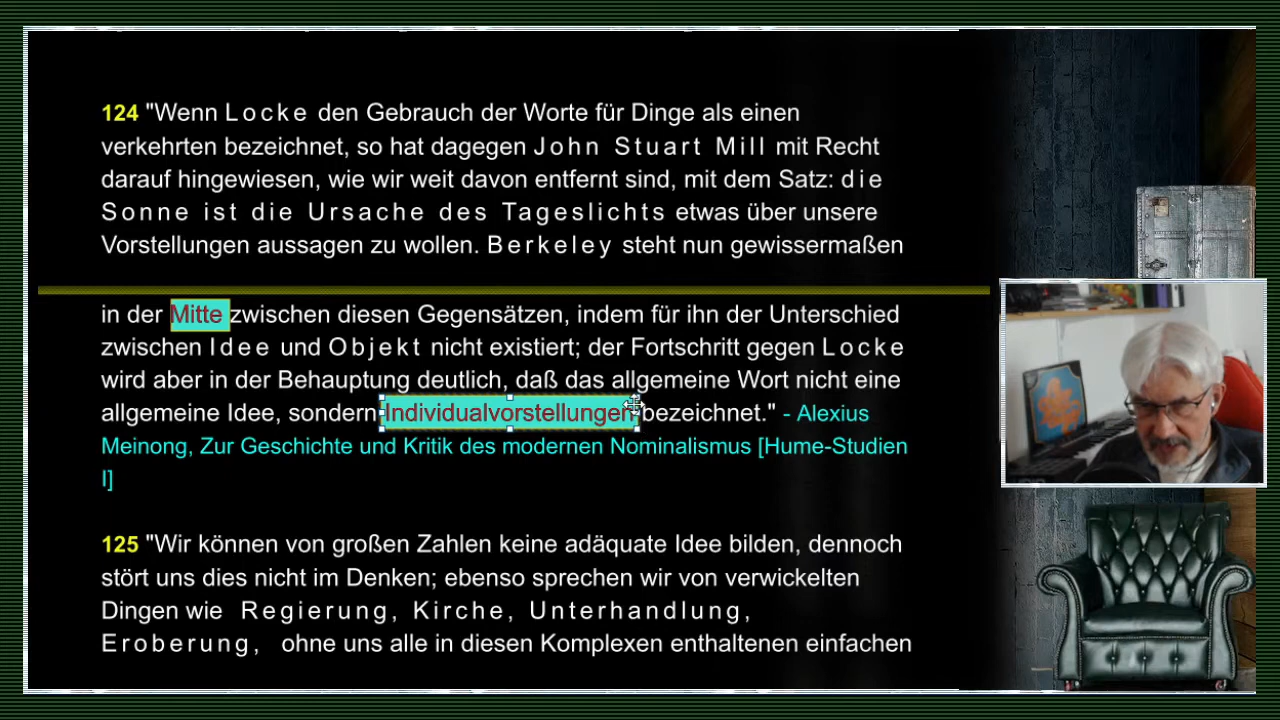 124 "Wenn Locke den Gebrauch der Worte für Dinge als einen
verkehrten bezeichnet, so hat dagegen John Stuart Mill mit Recht
darauf hingewiesen, wie wir weit davon entfernt sind, mit dem Satz: die
Sonne ist die Ursache des Tageslichts etwas über unsere
Vorstellungen aussagen zu wollen. Berkeley steht nun gewissermaßen
in der Mitte zwischen diesen Gegensätzen, indem für ihn der Unterschied
zwischen Idee und Objekt nicht existiert; der Fortschritt gegen Locke
wird aber in der Behauptung deutlich, daß das allgemeine Wort nicht eine
allgemeine Idee, sondern Individualvorstellungen bezeichnet." - Alexius
Meinong, Zur Geschichte und Kritik des modernen Nominalismus [Hume-Studien
I]
125 "Wir können von großen Zahlen keine adäquate Idee bilden, dennoch
stört uns dies nicht im Denken; ebenso sprechen wir von verwickelten
Dingen wie Regierung, Kirche, Unterhandlung,
Eroberung, ohne uns alle in diesen Komplexen enthaltenen einfachen